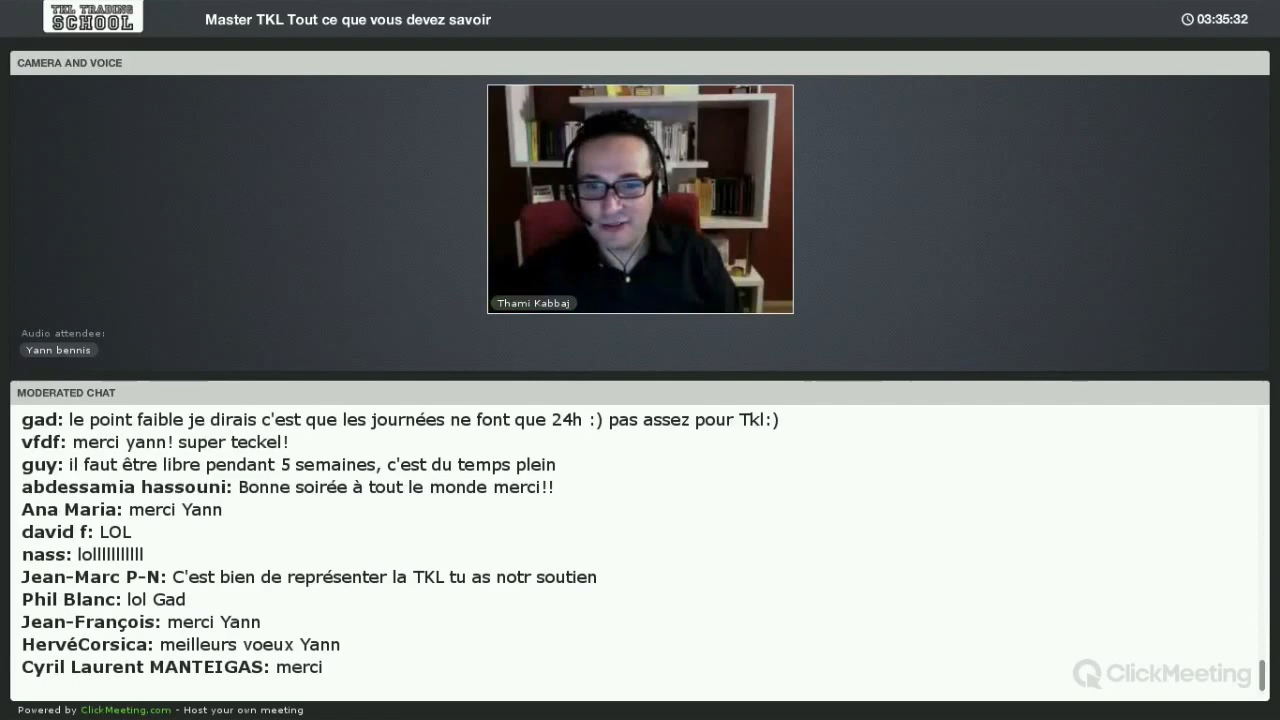 TKL TRADING
SCHOOL
Master TKL Tout ce que vous devez savoir
03:35:32
CAMERA AND VOICE
Thami Kabbaj
Audio attendee:
Yann bennis
MODERATED CHAT
gad: le point faible je dirais c'est que les journées ne font que 24h :) pas assez pour Tkl:)
vfdf: merci yann! super teckel!
guy: il faut être libre pendant 5 semaines, c'est du temps plein
abdessamia hassouni: Bonne soirée à tout le monde merci!!
Ana Maria: merci Yann
david f: LOL
nass: lolllllllllll
Jean-Marc P-N: C'est bien de représenter la TKL tu as notr soutien
Phil Blanc: lol Gad
Jean-François: merci Yann
HervéCorsica: meilleurs voeux Yann
Cyril Laurent MANTEIGAS: merci
ClickMeeting
Powered by ClickMeeting.com - Host your own meeting